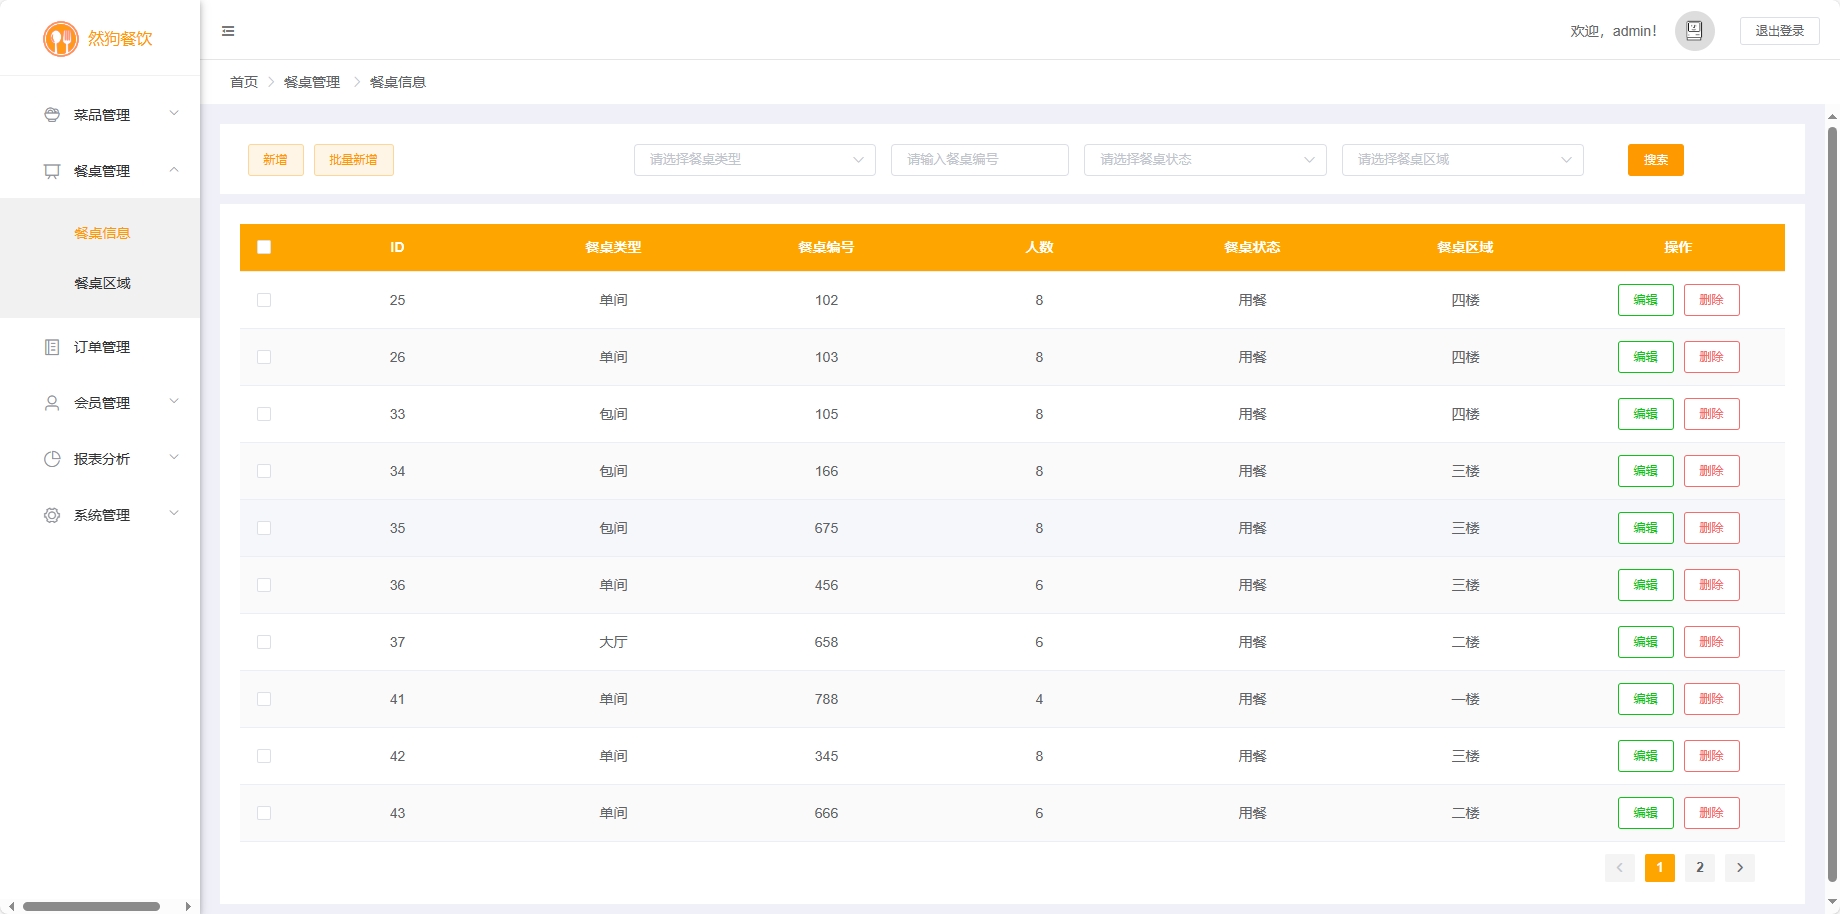 然狗餐饮
欢迎，admin!
退出登录
首页 > 餐桌管理 > 餐桌信息
菜品管理
餐桌管理
餐桌信息
餐桌区域
订单管理
会员管理
报表分析
系统管理
新增 批量新增 请选择餐桌类型 请输入餐桌编号 请选择餐桌状态 请选择餐桌区域 搜索
ID 餐桌类型 餐桌编号 人数 餐桌状态 餐桌区域 操作
25 单间 102 8 用餐 四楼 编辑 删除
26 单间 103 8 用餐 四楼 编辑 删除
33 包间 105 8 用餐 四楼 编辑 删除
34 包间 166 8 用餐 三楼 编辑 删除
35 包间 675 8 用餐 三楼 编辑 删除
36 单间 456 6 用餐 三楼 编辑 删除
37 大厅 658 6 用餐 二楼 编辑 删除
41 单间 788 4 用餐 一楼 编辑 删除
42 单间 345 8 用餐 三楼 编辑 删除
43 单间 666 6 用餐 二楼 编辑 删除
< 1 2 >